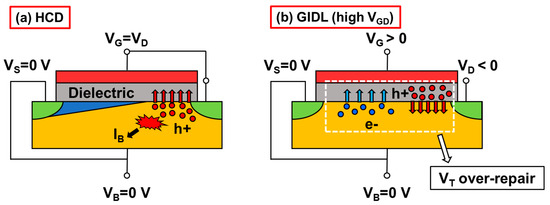 (a) HCD
V_G=V_D
V_S=0 V
Dielectric
h+
I_B
V_B=0 V
(b) GIDL (high V_GD)
V_G > 0
V_S=0 V
V_D < 0
h+
e-
V_B=0 V
V_T over-repair